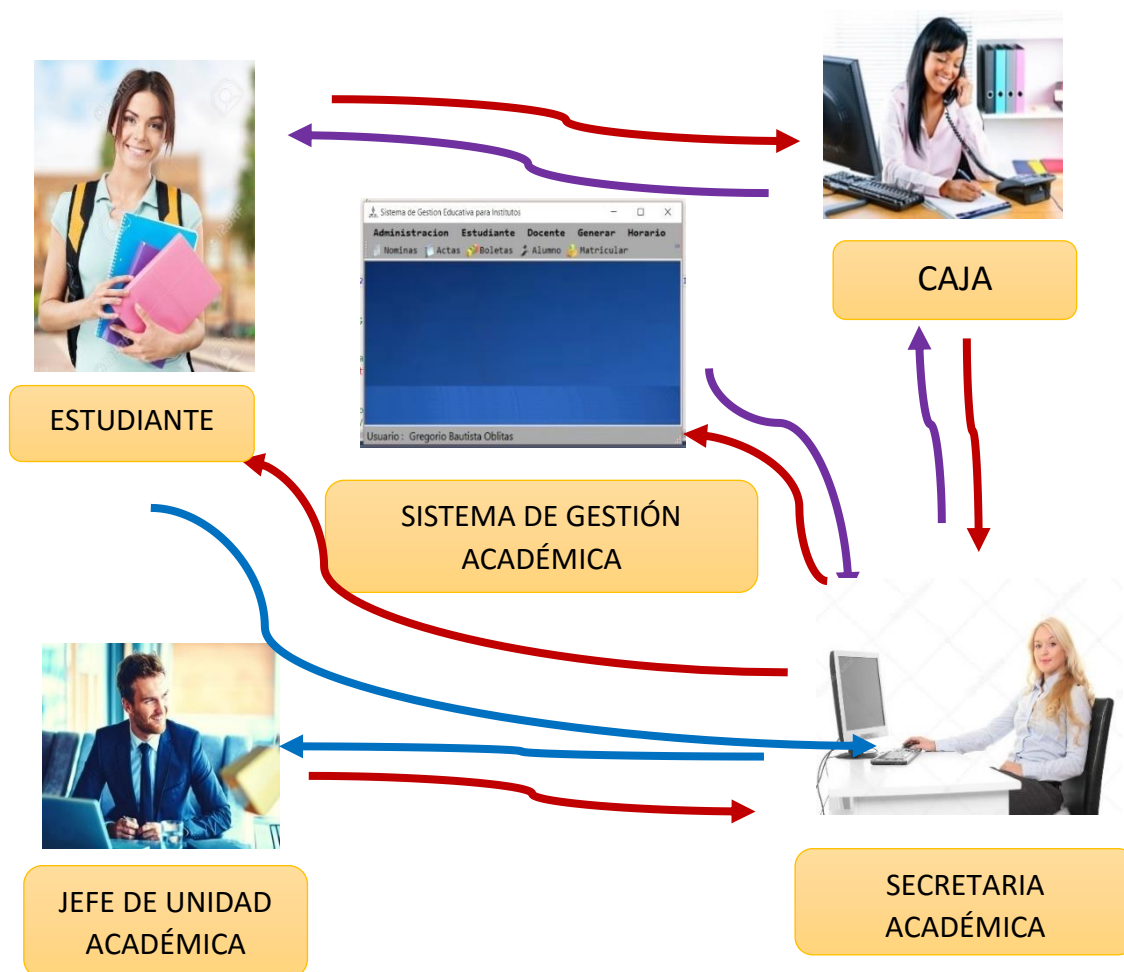 Sistema de Gestion Educativa para Institutos
Administracion Estudiante Docente Generar Horario
Nominas Actas Boletas Alumno Matricular
CAJA
ESTUDIANTE
Usuario : Gregorio Bautista Oblitas
SISTEMA DE GESTIÓN
ACADÉMICA
JEFE DE UNIDAD
ACADÉMICA
SECRETARIA
ACADÉMICA